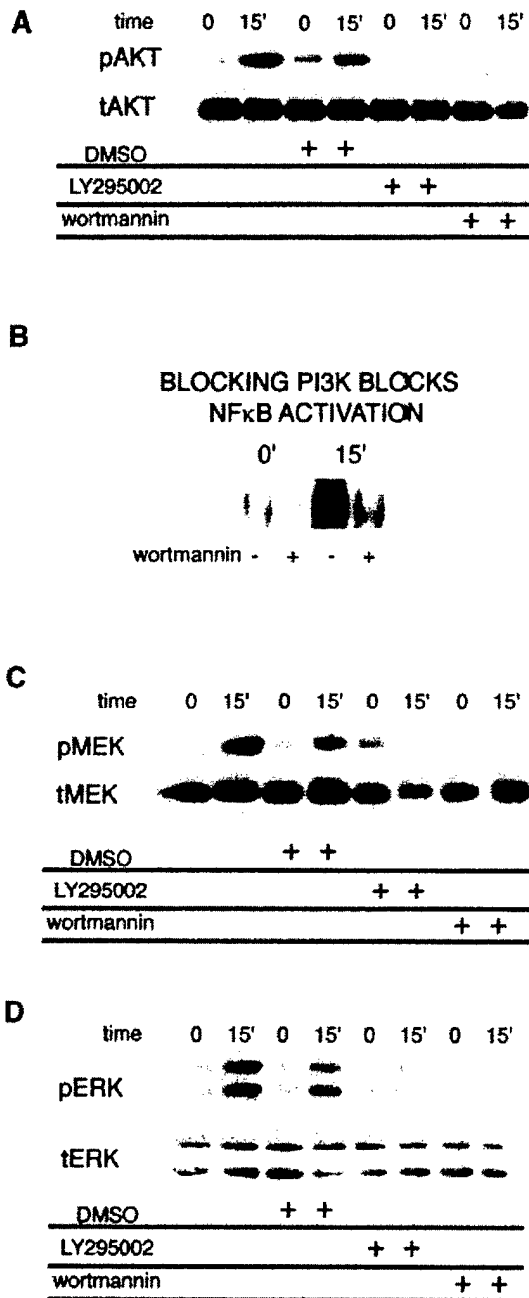 A
time 0 15' 0 15' 0 15' 0 15'
pAKT
tAKT
DMSO + +
LY295002 + +
wortmannin + +
B
BLOCKING PI3K BLOCKS
NFκB ACTIVATION
0' 15'
wortmannin - + - +
C
time 0 15' 0 15' 0 15' 0 15'
pMEK
tMEK
DMSO + +
LY295002 + +
wortmannin + +
D
time 0 15' 0 15' 0 15' 0 15'
pERK
tERK
DMSO + +
LY295002 + +
wortmannin + +